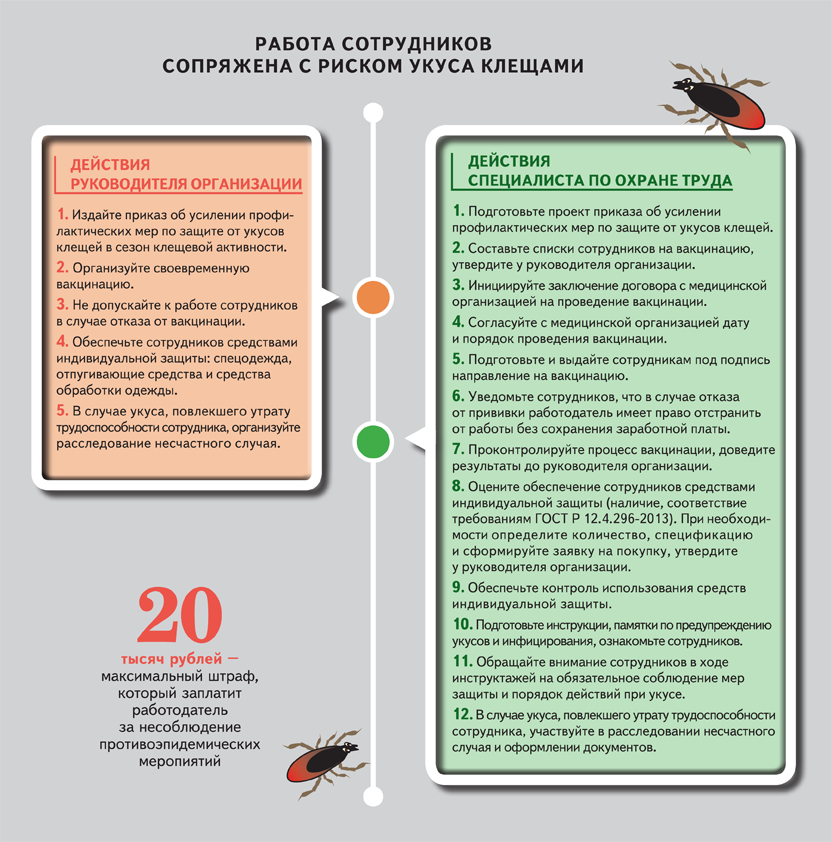 РАБОТА СОТРУДНИКОВ
СОПРЯЖЕНА С РИСКОМ УКУСА КЛЕЩАМИ
ДЕЙСТВИЯ
РУКОВОДИТЕЛЯ ОРГАНИЗАЦИИ
1. Издайте приказ об усилении профи-
лактических мер по защите от укусов
клещей в сезон клещевой активности.
2. Организуйте своевременную
вакцинацию.
3. Не допускайте к работе сотрудников
в случае отказа от вакцинации.
4. Обеспечьте сотрудников средствами
индивидуальной защиты: спецодежда,
отпугивающие средства и средства
обработки одежды.
5. В случае укуса, повлекшего утрату
трудоспособности сотрудника, организуйте
расследование несчастного случая.
20
тысяч рублей —
максимальный штраф,
который заплатит
работодатель
за несоблюдение
противоэпидемических
меропиятий
ДЕЙСТВИЯ
СПЕЦИАЛИСТА ПО ОХРАНЕ ТРУДА
1. Подготовьте проект приказа об усилении
профилактических мер по защите от укусов клещей.
2. Составьте списки сотрудников на вакцинацию,
утвердите у руководителя организации.
3. Инициируйте заключение договора с медицинской
организацией на проведение вакцинации.
4. Согласуйте с медицинской организацией дату
и порядок проведения вакцинации.
5. Подготовьте и выдайте сотрудникам под подпись
направление на вакцинацию.
6. Уведомьте сотрудников, что в случае отказа
от прививки работодатель имеет право отстранить
от работы без сохранения заработной платы.
7. Проконтролируйте процесс вакцинации, доведите
результаты до руководителя организации.
8. Оцените обеспечение сотрудников средствами
индивидуальной защиты (наличие, соответствие
требованиям ГОСТ Р 12.4.296-2013). При необходи-
мости определите количество, спецификацию
и сформируйте заявку на покупку, утвердите
у руководителя организации.
9. Обеспечьте контроль использования средств
индивидуальной защиты.
10. Подготовьте инструкции, памятки по предупреждению
укусов и инфицирования, ознакомьте сотрудников.
11. Обращайте внимание сотрудников в ходе
инструктажей на обязательное соблюдение мер
защиты и порядок действий при укусе.
12. В случае укуса, повлекшего утрату трудоспособности
сотрудника, участвуйте в расследовании несчастного
случая и оформлении документов.